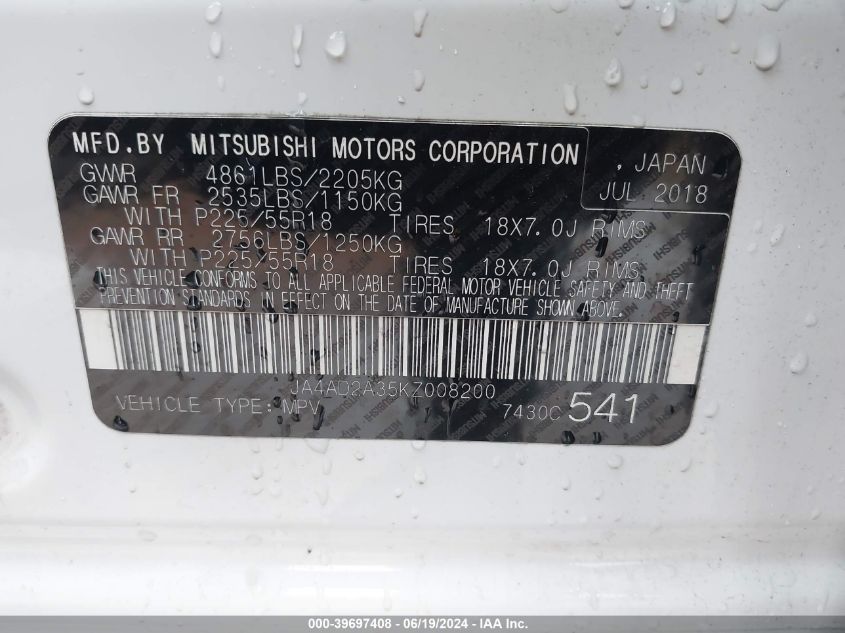 MFD.BY MITSUBISHI MOTORS CORPORATION
, JAPAN
JUL 2018
GVWR 4861LBS/2205KG
GAWR FR 2535LBS/1150KG
WITH P225/55R18 TIRES 18X7.0J RIMS
GAWR RR 2756LBS/1250KG
WITH P225/55R18 TIRES 18X7.0J RIMS
THIS VEHICLE CONFORMS TO ALL APPLICABLE FEDERAL MOTOR VEHICLE SAFETY AND THEFT
PREVENTION STANDARDS IN EFFECT ON THE DATE OF MANUFACTURE SHOWN ABOVE.
JA4AD2A35KZ008200
VEHICLE TYPE: MPV 7430C 541
000-39697408 - 06/19/2024 - IAA Inc.